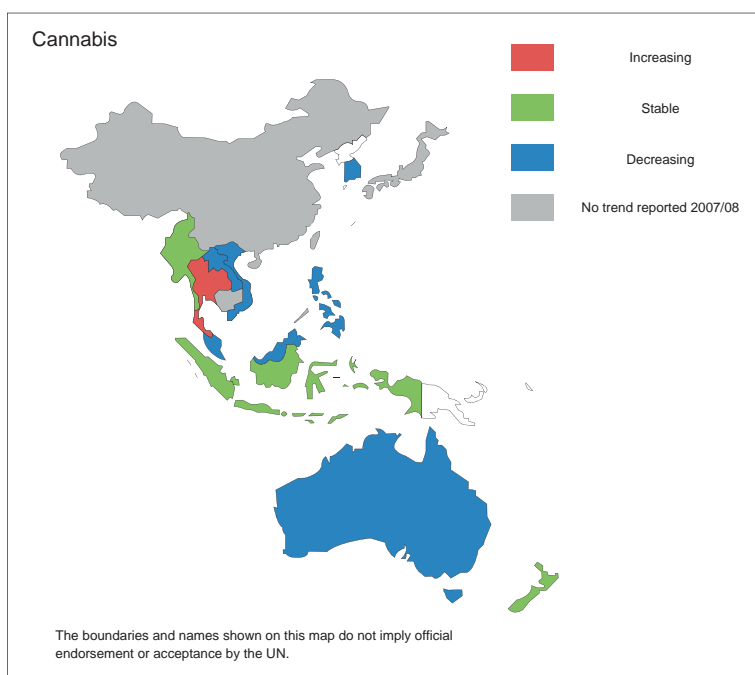 Cannabis
Increasing
Stable
Decreasing
No trend reported 2007/08
The boundaries and names shown on this map do not imply official
endorsement or acceptance by the UN.